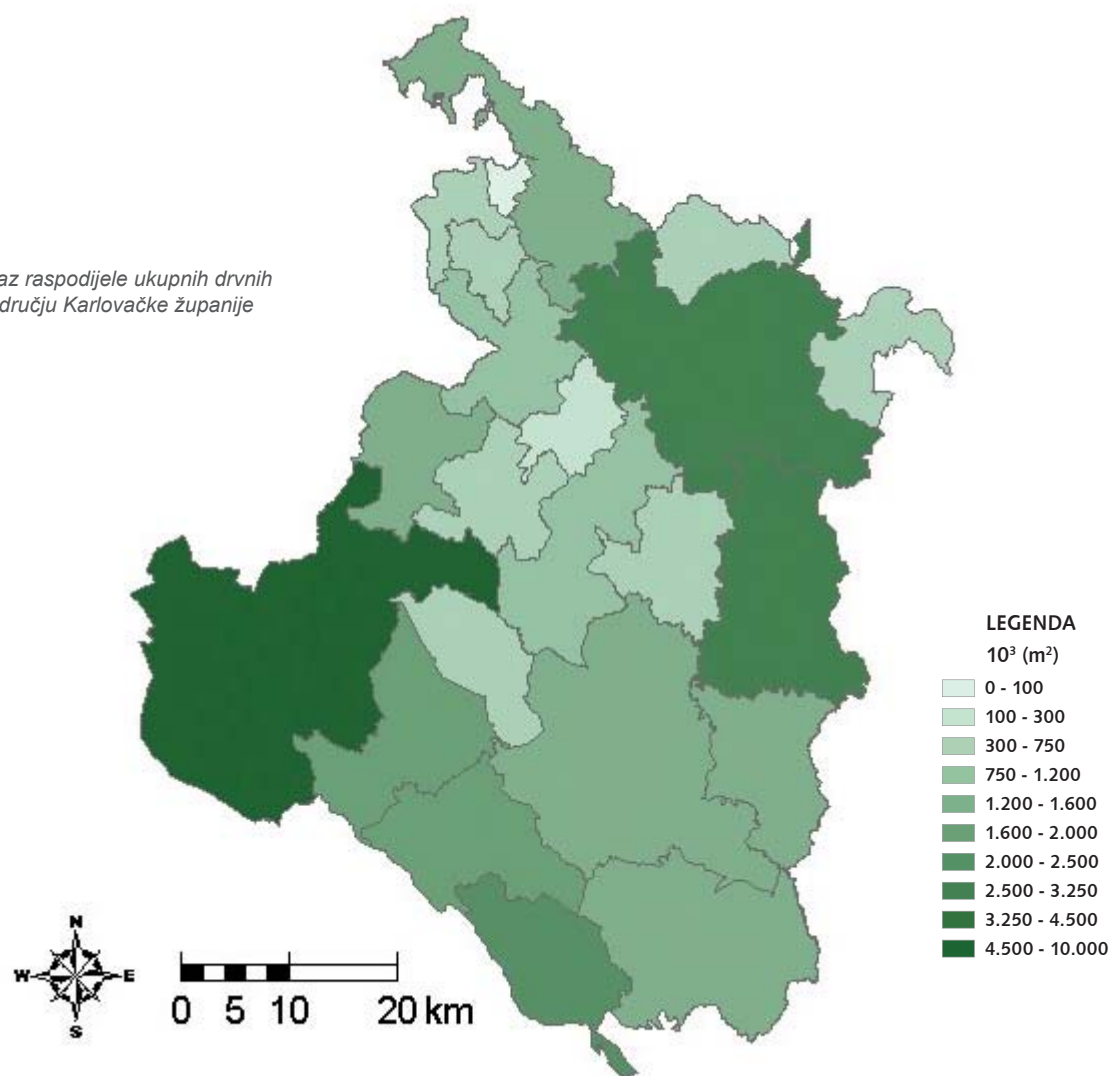 az raspodijele ukupnih drvnih
dručju Karlovačke županije
LEGENDA
10³ (m²)
0 - 100
100 - 300
300 - 750
750 - 1.200
1.200 - 1.600
1.600 - 2.000
2.000 - 2.500
2.500 - 3.250
3.250 - 4.500
4.500 - 10.000
N
W E
S
0 5 10 20 km